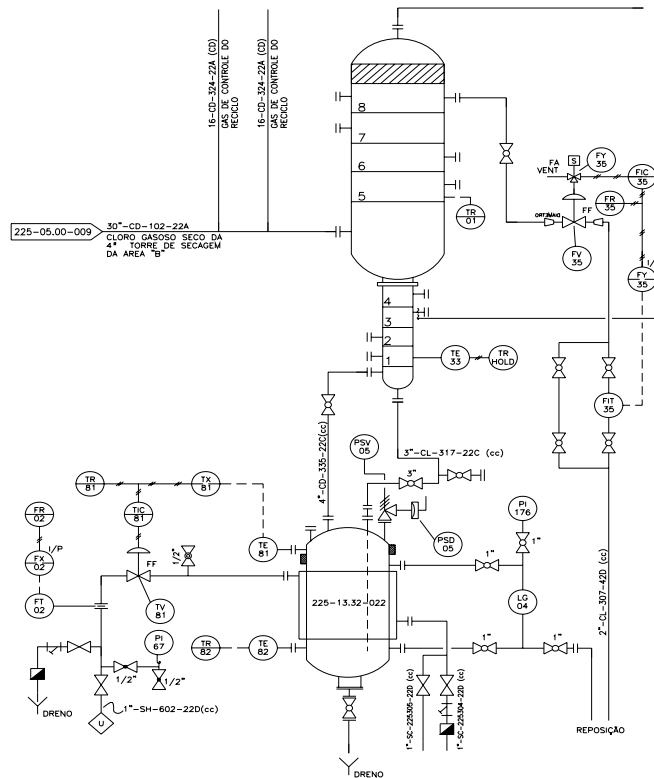 16-CD-324-22A (CD)
GAS DE CONTROLE DO
RECICLO
16-CD-324-22A (CD)
GAS DE CONTROLE DO
RECICLO
8
7
6
5
TR
01
FA
VENT
S
FY
35
FIC
35
FR
35
FF
FV
35
FY
35
I/
225-05.00-009
30"-CD-102-22A
CLORO GASOSO SECO DA
4ª TORRE DE SECAGEM
DA AREA "B"
4
3
2
1
TE
33
TR
HOLD
FIT
35
4"-CD-335-22C(cc)
PSV
05
3"-CL-317-22C (cc)
3"
PSD
05
PI
176
1"
1"
LG
04
1"
1"
2"-CL-307-42D (cc)
REPOSIÇÃO
TR
81
TX
81
FR
02
TIC
81
I/P
FX
02
FF
1/2"
TE
81
FT
02
TV
81
225-13.32-022
PI
67
TR
82
TE
82
1/2"
1/2"
DRENO
U
1"-SH-602-22D(cc)
1"-SC-225305-22D (cc)
1"-SC-225304-22D (cc)
DRENO